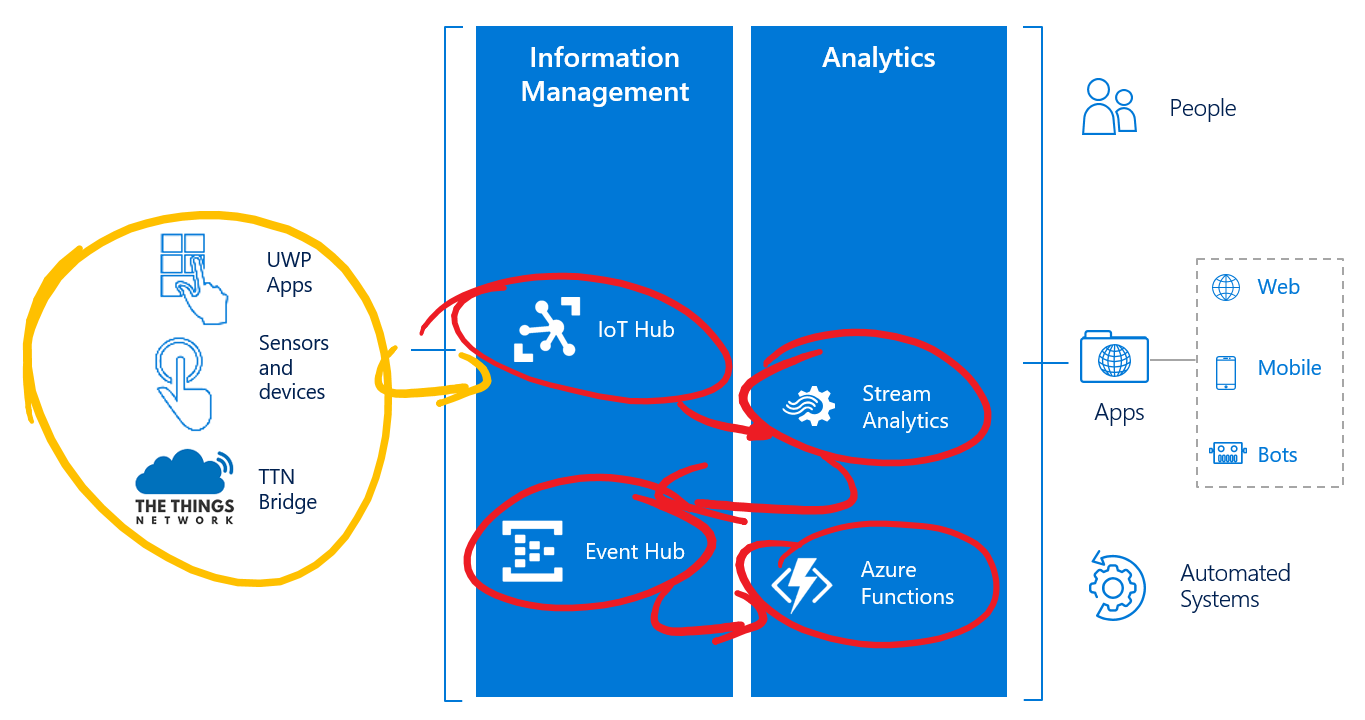 Information
Management
Analytics
People
UWP
Apps
Sensors
and
devices
TTN
Bridge
THE THINGS
NETWORK
IoT Hub
Stream
Analytics
Event Hub
Azure
Functions
Apps
Web
Mobile
Bots
Automated
Systems